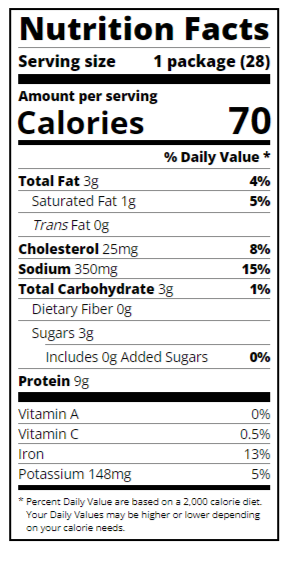 Nutrition Facts
Serving size 1 package (28)
Amount per serving
Calories 70
% Daily Value *
Total Fat 3g 4%
Saturated Fat 1g 5%
Trans Fat 0g
Cholesterol 25mg 8%
Sodium 350mg 15%
Total Carbohydrate 3g 1%
Dietary Fiber 0g
Sugars 3g
Includes 0g Added Sugars 0%
Protein 9g
Vitamin A 0%
Vitamin C 0.5%
Iron 13%
Potassium 148mg 5%
* Percent Daily Value are based on a 2,000 calorie diet.
Your Daily Values may be higher or lower depending
on your calorie needs.